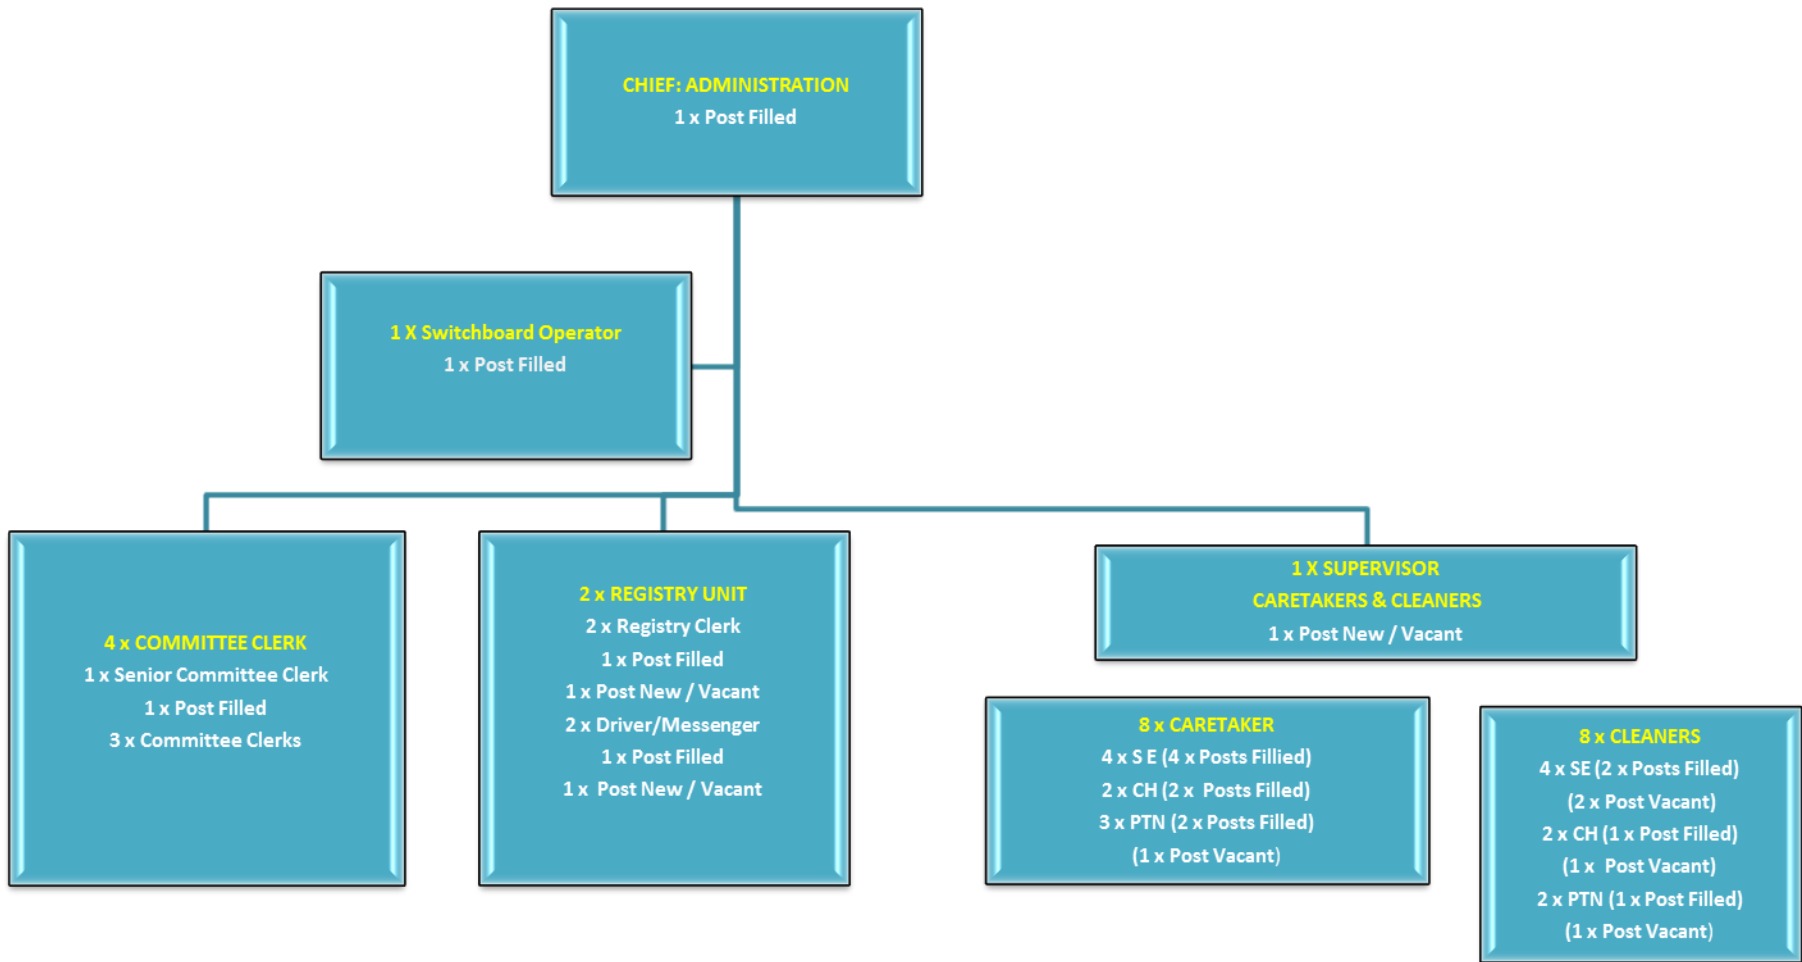 CHIEF: ADMINISTRATION
1 x Post Filled
1 X Switchboard Operator
1 x Post Filled
4 x COMMITTEE CLERK
1 x Senior Committee Clerk
1 x Post Filled
3 x Committee Clerks
2 x REGISTRY UNIT
2 x Registry Clerk
1 x Post Filled
1 x Post New / Vacant
2 x Driver/Messenger
1 x Post Filled
1 x Post New / Vacant
1 X SUPERVISOR
CARETAKERS & CLEANERS
1 x Post New / Vacant
8 x CARETAKER
4 x S E (4 x Posts Fillied)
2 x CH (2 x Posts Filled)
3 x PTN (2 x Posts Filled)
(1 x Post Vacant)
8 x CLEANERS
4 x SE (2 x Posts Filled)
(2 x Post Vacant)
2 x CH (1 x Post Filled)
(1 x Post Vacant)
2 x PTN (1 x Post Filled)
(1 x Post Vacant)